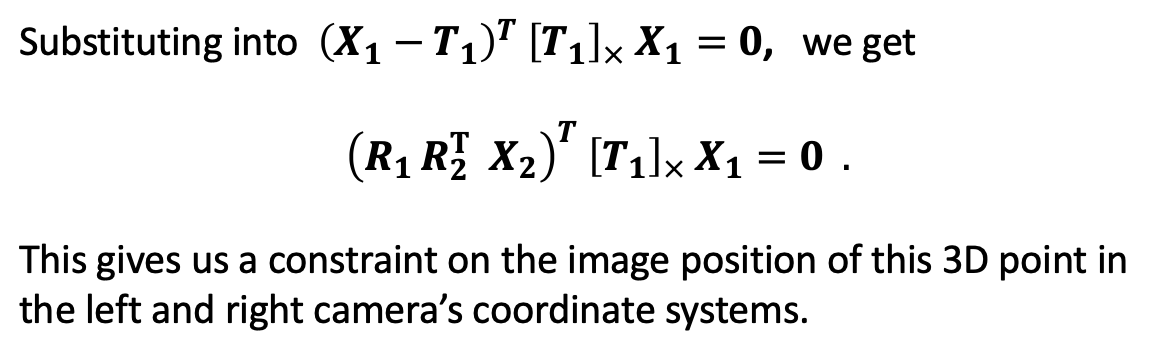 Substituting into (X₁ − T₁)ᵀ [T₁]ₓ X₁ = 0, we get
(R₁ R₂ᵀ X₂)ᵀ [T₁]ₓ X₁ = 0 .
This gives us a constraint on the image position of this 3D point in
the left and right camera’s coordinate systems.